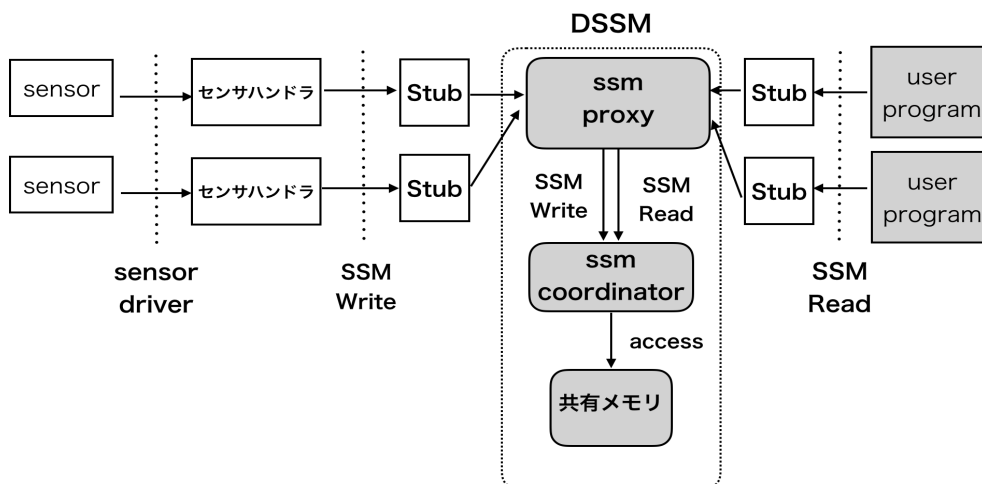 DSSM
sensor
センサハンドラ
Stub
ssm
proxy
Stub
user
program
sensor
センサハンドラ
Stub
Stub
user
program
SSM
Write
SSM
Read
sensor
driver
SSM
Write
ssm
coordinator
SSM
Read
access
共有メモリ